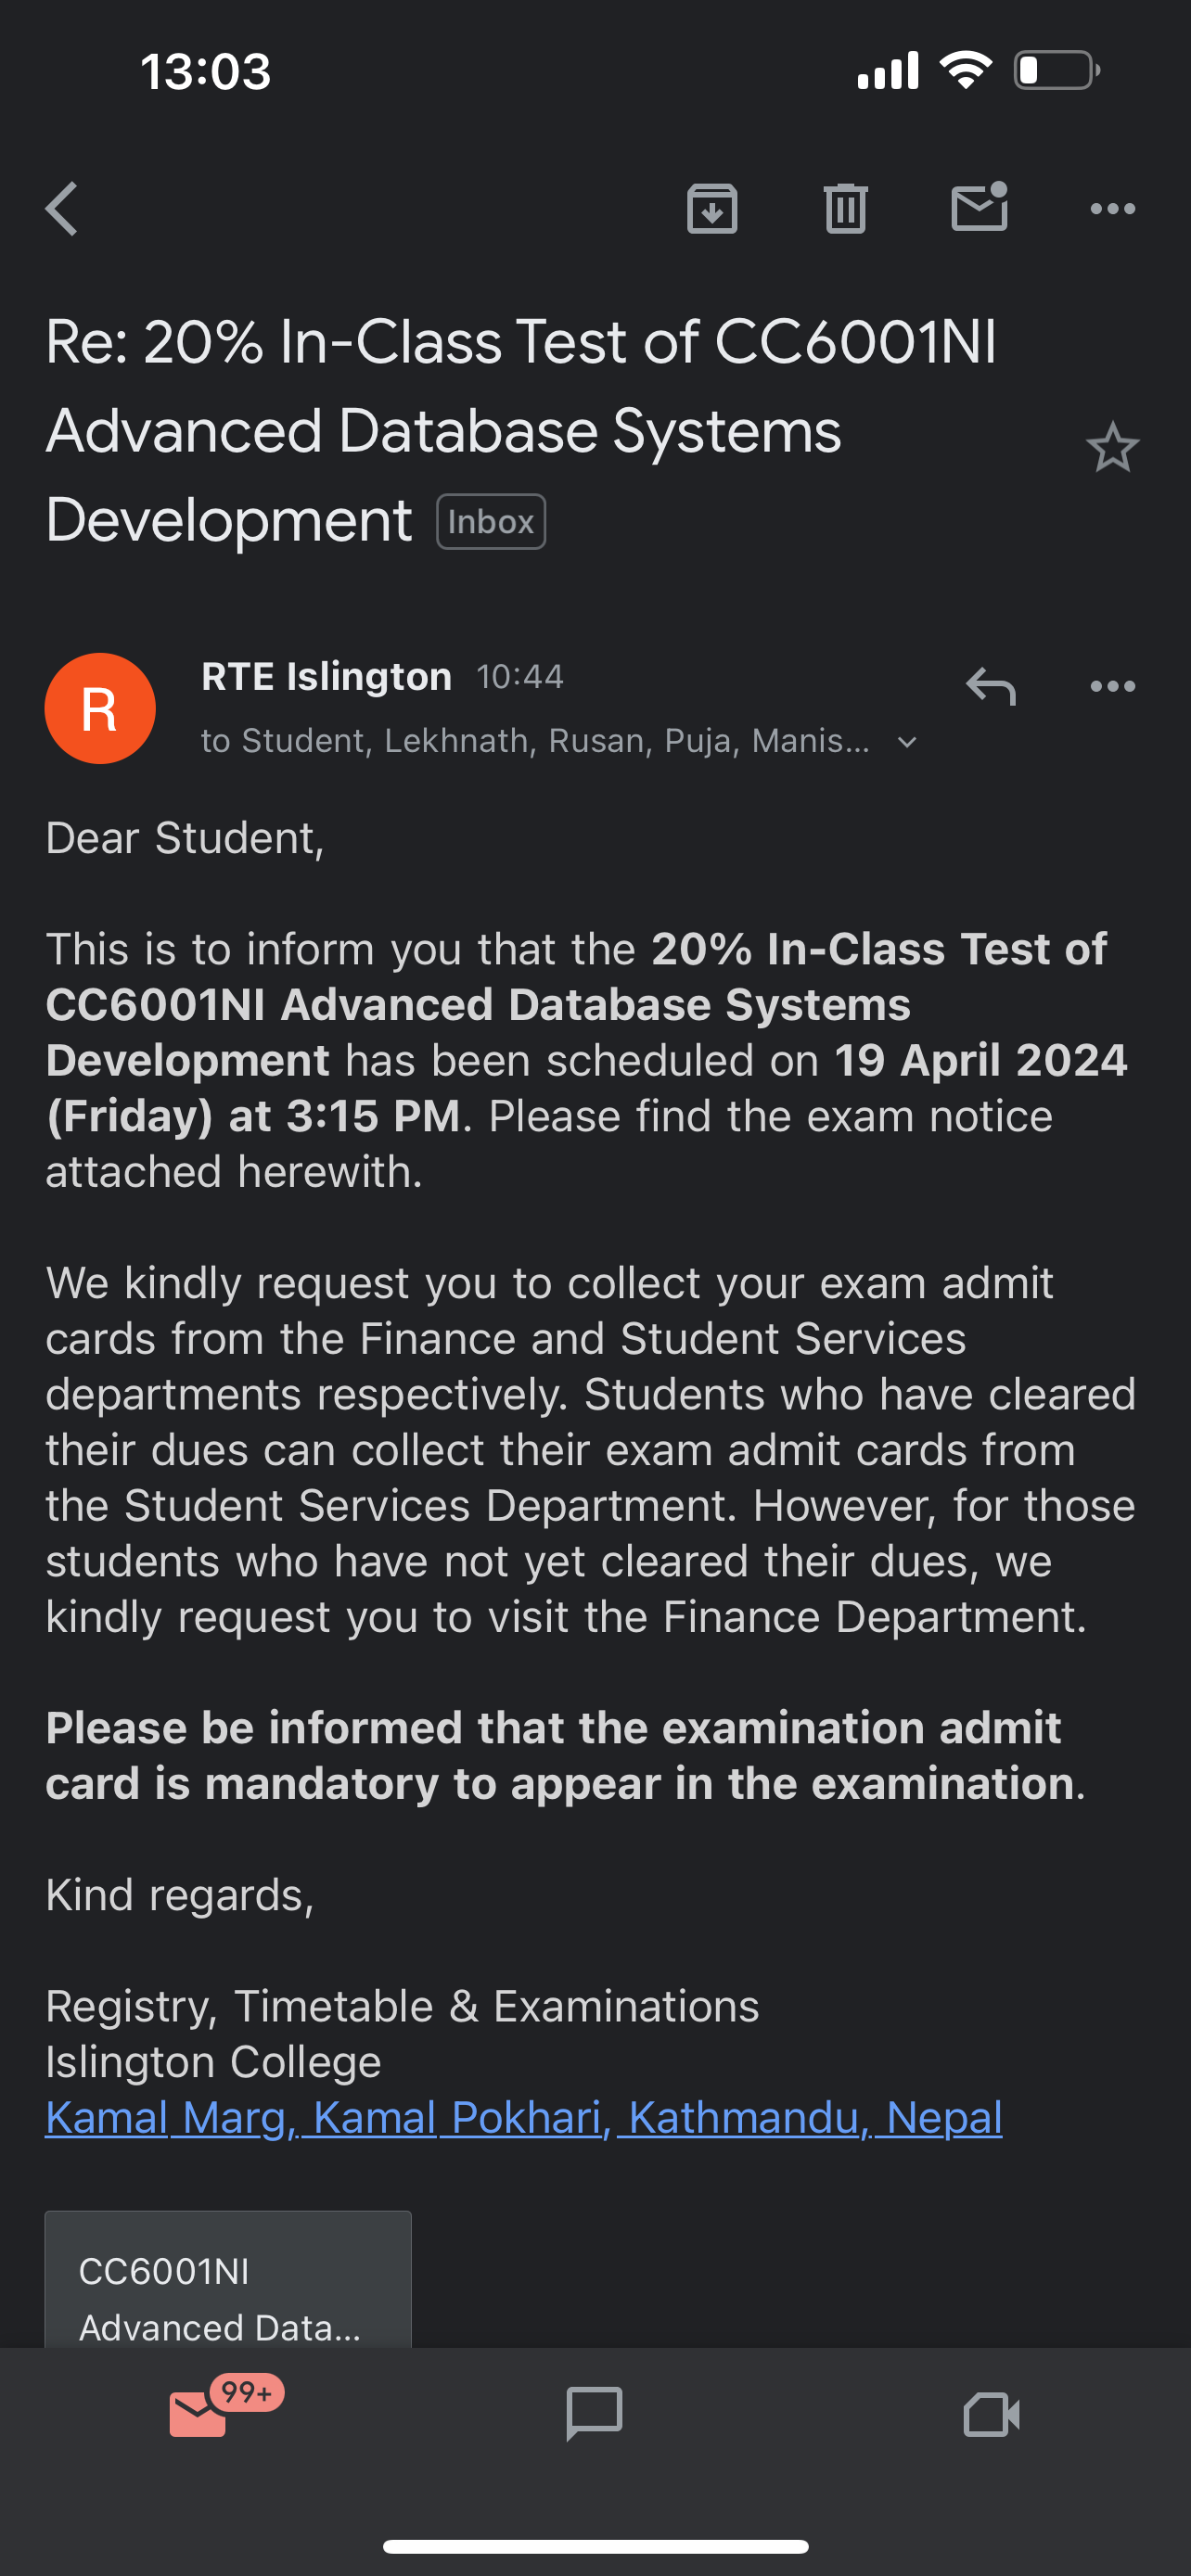 13:03
Re: 20% In-Class Test of CC6001NI
Advanced Database Systems
Development Inbox
R
RTE Islington 10:44
to Student, Lekhnath, Rusan, Puja, Manis...
Dear Student,
This is to inform you that the 20% In-Class Test of
CC6001NI Advanced Database Systems
Development has been scheduled on 19 April 2024
(Friday) at 3:15 PM. Please find the exam notice
attached herewith.
We kindly request you to collect your exam admit
cards from the Finance and Student Services
departments respectively. Students who have cleared
their dues can collect their exam admit cards from
the Student Services Department. However, for those
students who have not yet cleared their dues, we
kindly request you to visit the Finance Department.
Please be informed that the examination admit
card is mandatory to appear in the examination.
Kind regards,
Registry, Timetable & Examinations
Islington College
Kamal Marg, Kamal Pokhari, Kathmandu, Nepal
CC6001NI
Advanced Data...
99+